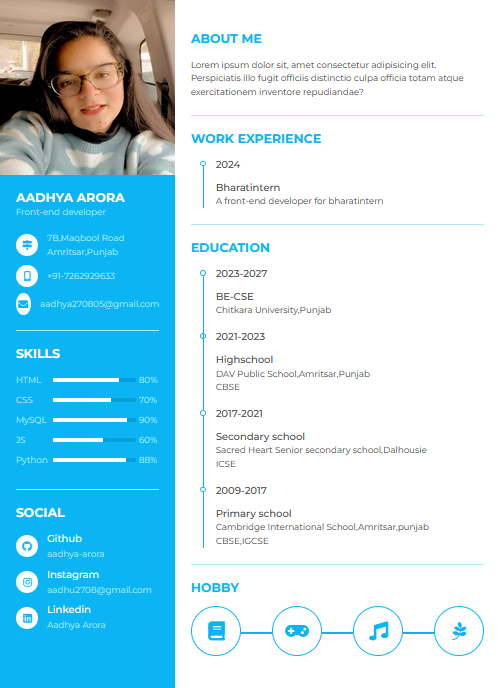 AADHYA ARORA
Front-end developer
7B,Maqbool Road
Amritsar,Punjab
+91-7262929633
aadhya270805@gmail.com
SKILLS
HTML 80%
CSS 70%
MySQL 90%
JS 60%
Python 88%
SOCIAL
Github
aadhya-arora
Instagram
aadhu2708@gmail.com
Linkedin
Aadhya Arora
ABOUT ME
Lorem ipsum dolor sit, amet consectetur adipisicing elit.
Perspiciatis illo fugit officiis distinctio culpa officia totam atque
exercitationem inventore repudiandae?
WORK EXPERIENCE
2024
Bharatintern
A front-end developer for bharatintern
EDUCATION
2023-2027
BE-CSE
Chitkara University,Punjab
2021-2023
Highschool
DAV Public School,Amritsar,Punjab
CBSE
2017-2021
Secondary school
Sacred Heart Senior secondary school,Dalhousie
ICSE
2009-2017
Primary school
Cambridge International School,Amritsar,punjab
CBSE,IGCSE
HOBBY